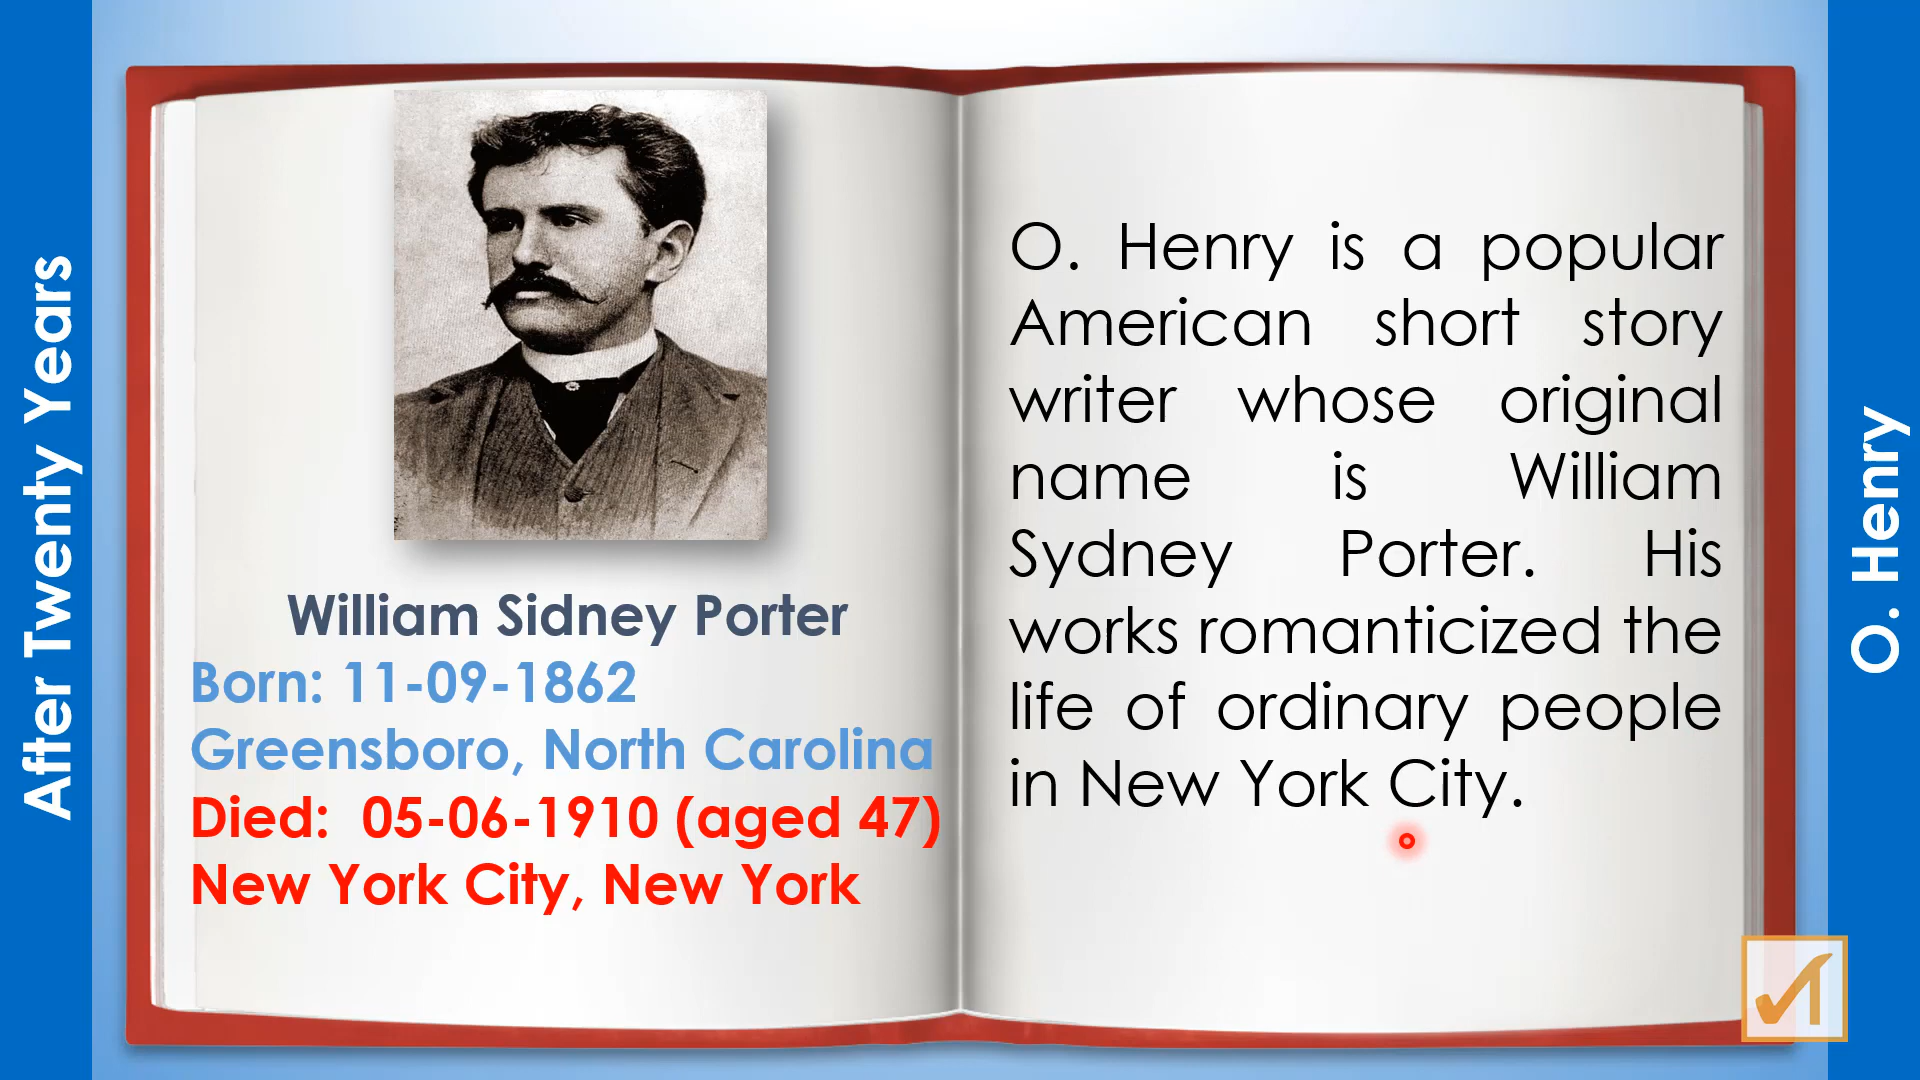 After Twenty Years
William Sidney Porter
Born: 11-09-1862
Greensboro, North Carolina
Died: 05-06-1910 (aged 47)
New York City, New York
O. Henry is a popular
American short story
writer whose original
name is William
Sydney Porter. His
works romanticized the
life of ordinary people
in New York City.
O. Henry